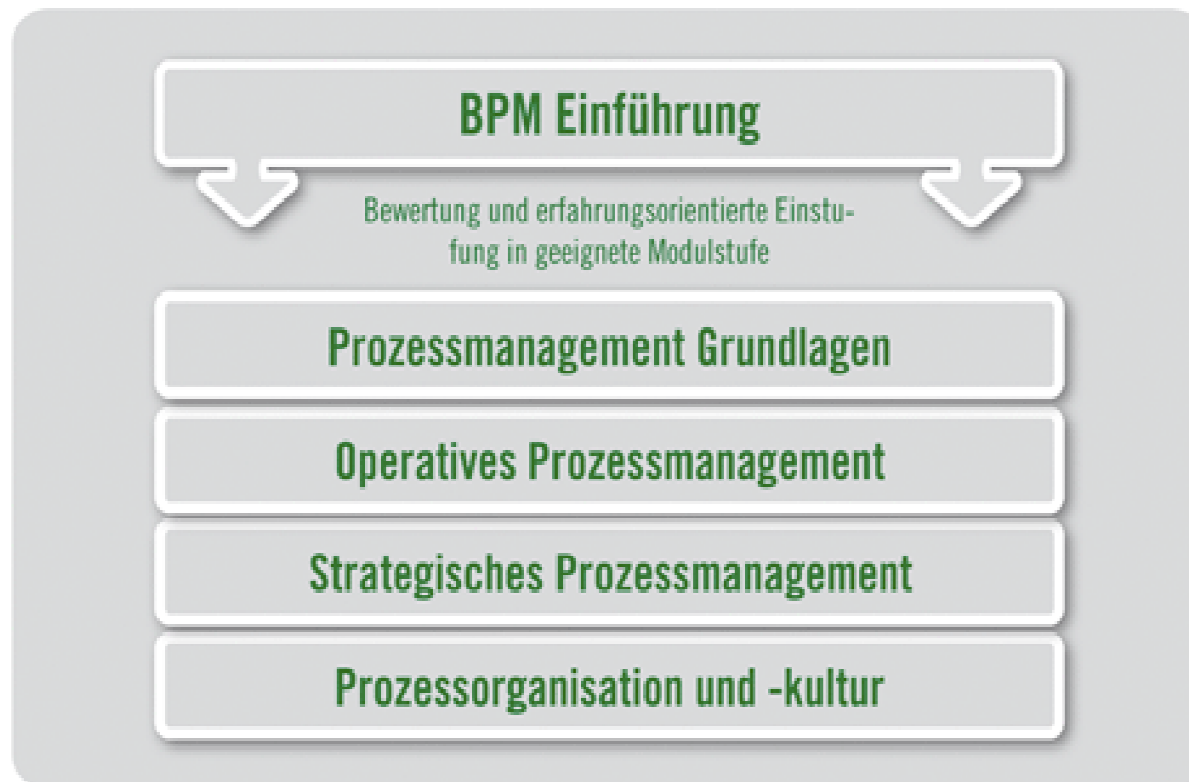 BPM Einführung
Bewertung und erfahrungsorientierte Einstu-
fung in geeignete Modulstufe
Prozessmanagement Grundlagen
Operatives Prozessmanagement
Strategisches Prozessmanagement
Prozessorganisation und -kultur